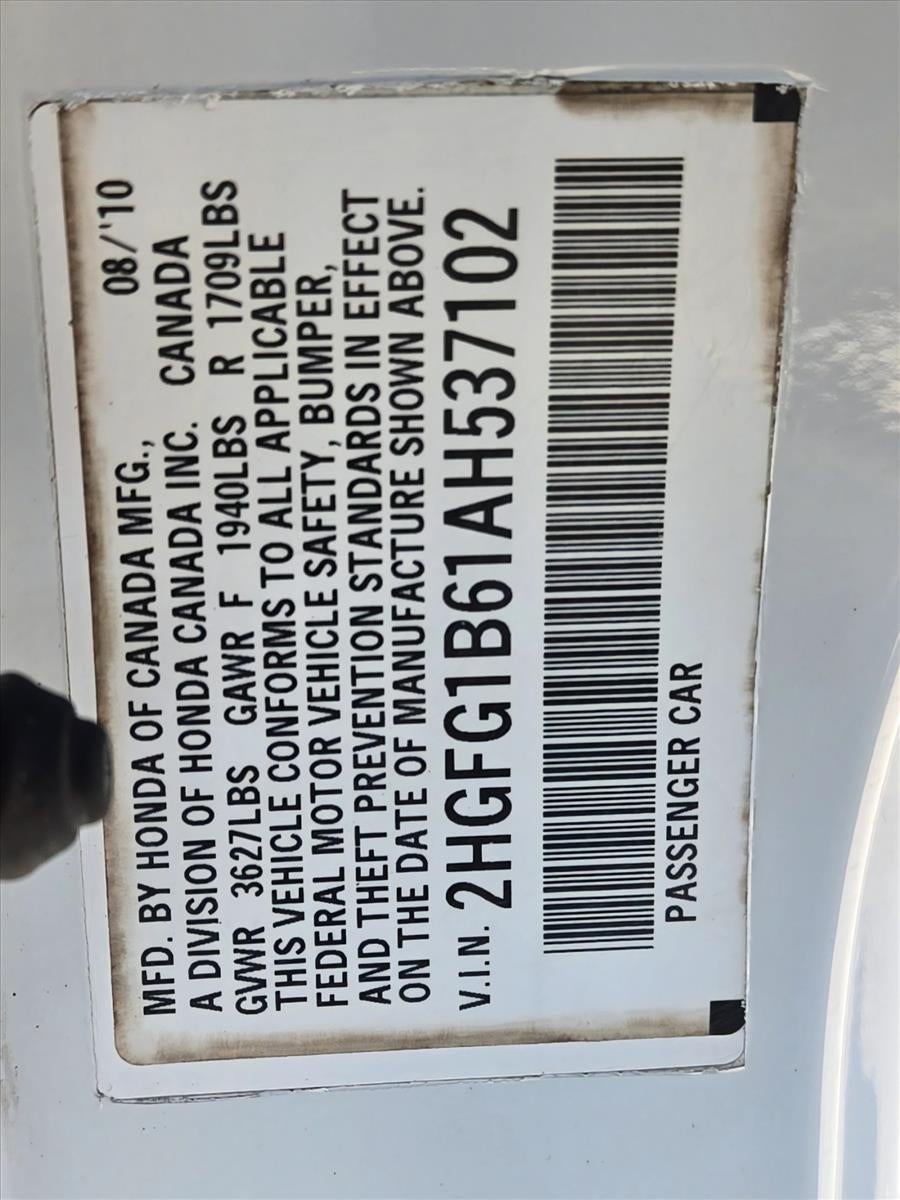 MFD. BY HONDA OF CANADA MFG., 08/'10
A DIVISION OF HONDA CANADA INC. CANADA
GVWR 3627LBS GAWR F 1940LBS R 1709LBS
THIS VEHICLE CONFORMS TO ALL APPLICABLE
FEDERAL MOTOR VEHICLE SAFETY, BUMPER,
AND THEFT PREVENTION STANDARDS IN EFFECT
ON THE DATE OF MANUFACTURE SHOWN ABOVE.
V.I.N. 2HGFG1B61AH537102
PASSENGER CAR